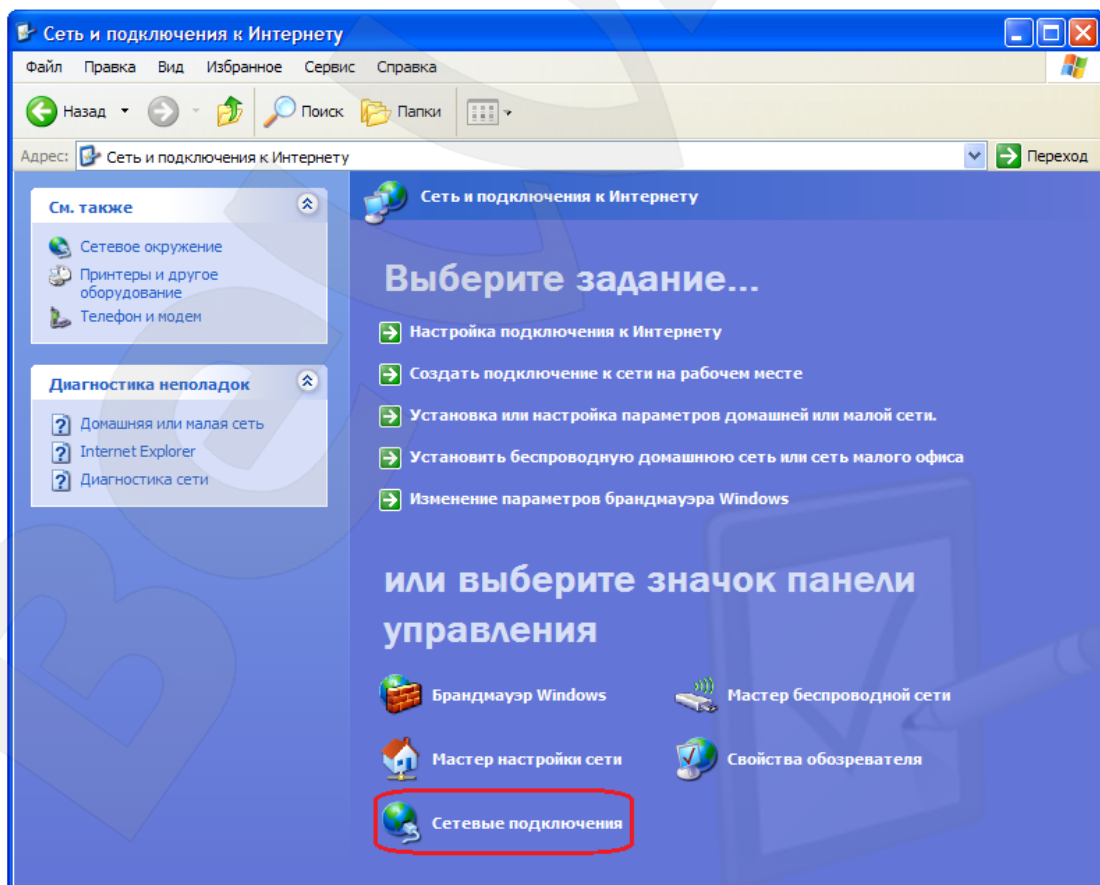 Сеть и подключения к Интернету
Файл Правка Вид Избранное Сервис Справка
Назад Поиск Папки
Адрес: Сеть и подключения к Интернету Переход
См. также
Сетевое окружение
Принтеры и другое
оборудование
Телефон и модем
Диагностика неполадок
Домашняя или малая сеть
Internet Explorer
Диагностика сети
Сеть и подключения к Интернету
Выберите задание...
Настройка подключения к Интернету
Создать подключение к сети на рабочем месте
Установка или настройка параметров домашней или малой сети.
Установить беспроводную домашнюю сеть или сеть малого офиса
Изменение параметров брандмауэра Windows
или выберите значок панели
управления
Брандмауэр Windows Мастер беспроводной сети
Мастер настройки сети Свойства обозревателя
Сетевые подключения